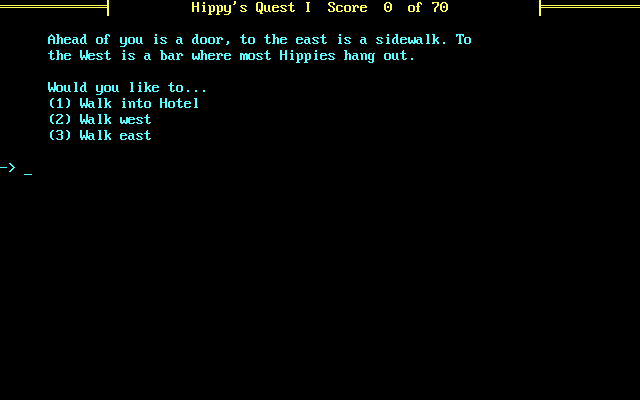 Hippy's Quest I  Score  0  of 70
Ahead of you is a door, to the east is a sidewalk. To
the West is a bar where most Hippies hang out.
Would you like to...
(1) Walk into Hotel
(2) Walk west
(3) Walk east
-> _